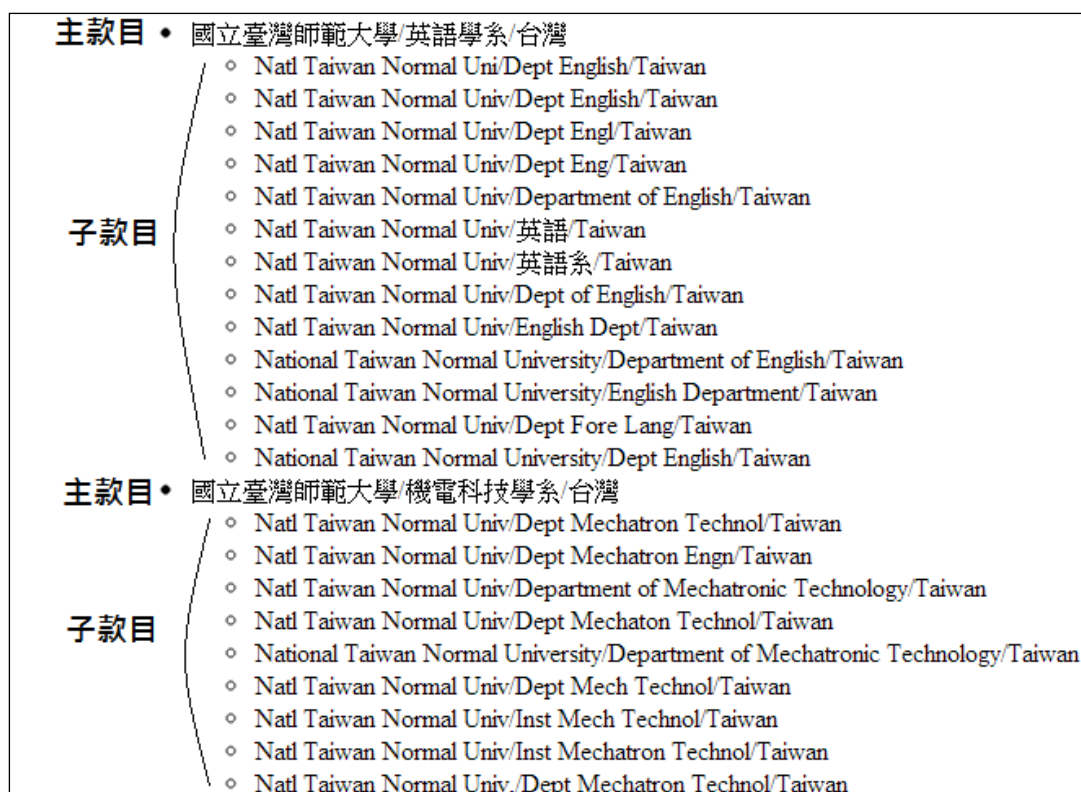 主款目 • 國立臺灣師範大學/英語學系/台灣
◦ Natl Taiwan Normal Uni/Dept English/Taiwan
◦ Natl Taiwan Normal Univ/Dept English/Taiwan
◦ Natl Taiwan Normal Univ/Dept Engl/Taiwan
◦ Natl Taiwan Normal Univ/Dept Eng/Taiwan
◦ Natl Taiwan Normal Univ/Department of English/Taiwan
子款目 ◦ Natl Taiwan Normal Univ/英語/Taiwan
◦ Natl Taiwan Normal Univ/英語系/Taiwan
◦ Natl Taiwan Normal Univ/Dept of English/Taiwan
◦ Natl Taiwan Normal Univ/English Dept/Taiwan
◦ National Taiwan Normal University/Department of English/Taiwan
◦ National Taiwan Normal University/English Department/Taiwan
◦ Natl Taiwan Normal Univ/Dept Fore Lang/Taiwan
◦ National Taiwan Normal University/Dept English/Taiwan
主款目 • 國立臺灣師範大學/機電科技學系/台灣
◦ Natl Taiwan Normal Univ/Dept Mechatron Technol/Taiwan
◦ Natl Taiwan Normal Univ/Dept Mechatron Engn/Taiwan
◦ Natl Taiwan Normal Univ/Department of Mechatronic Technology/Taiwan
子款目 ◦ Natl Taiwan Normal Univ/Dept Mechaton Technol/Taiwan
◦ National Taiwan Normal University/Department of Mechatronic Technology/Taiwan
◦ Natl Taiwan Normal Univ/Dept Mech Technol/Taiwan
◦ Natl Taiwan Normal Univ/Inst Mech Technol/Taiwan
◦ Natl Taiwan Normal Univ/Inst Mechatron Technol/Taiwan
◦ Natl Taiwan Normal Univ,/Dept Mechatron Technol/Taiwan